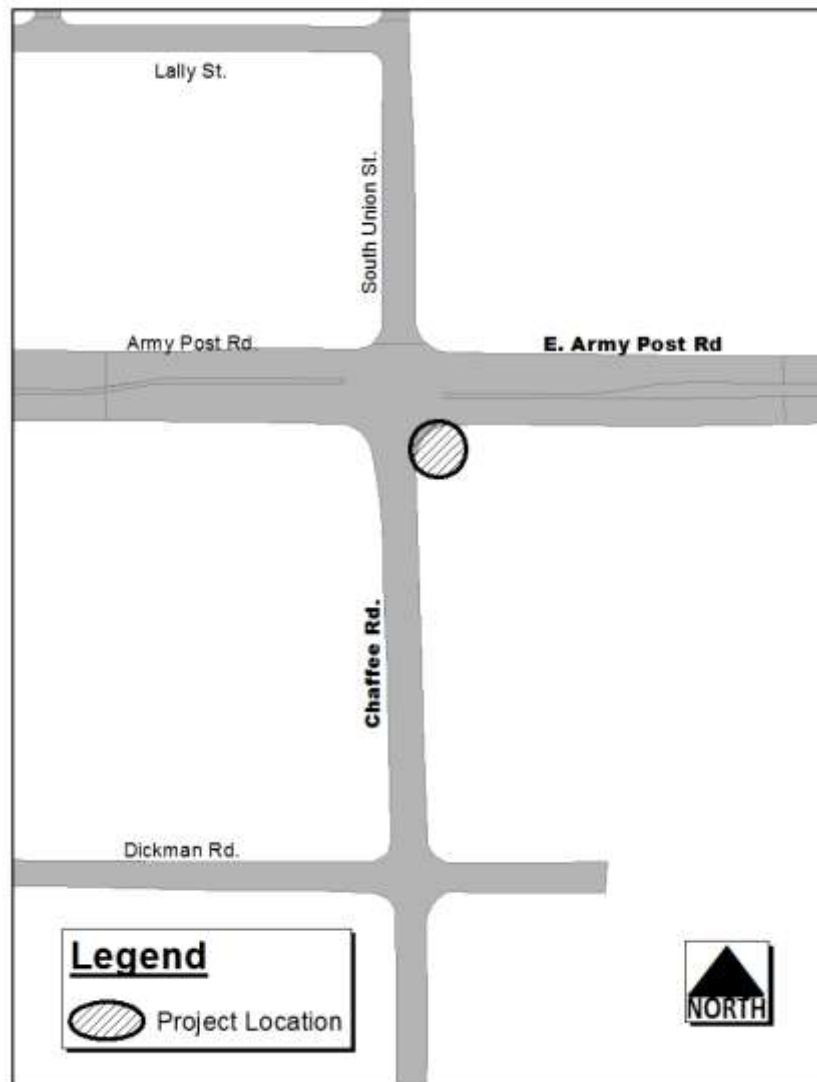 Lally St.
South Union St.
Army Post Rd.
E. Army Post Rd
Chaffee Rd.
Dickman Rd.
Legend
Project Location
NORTH